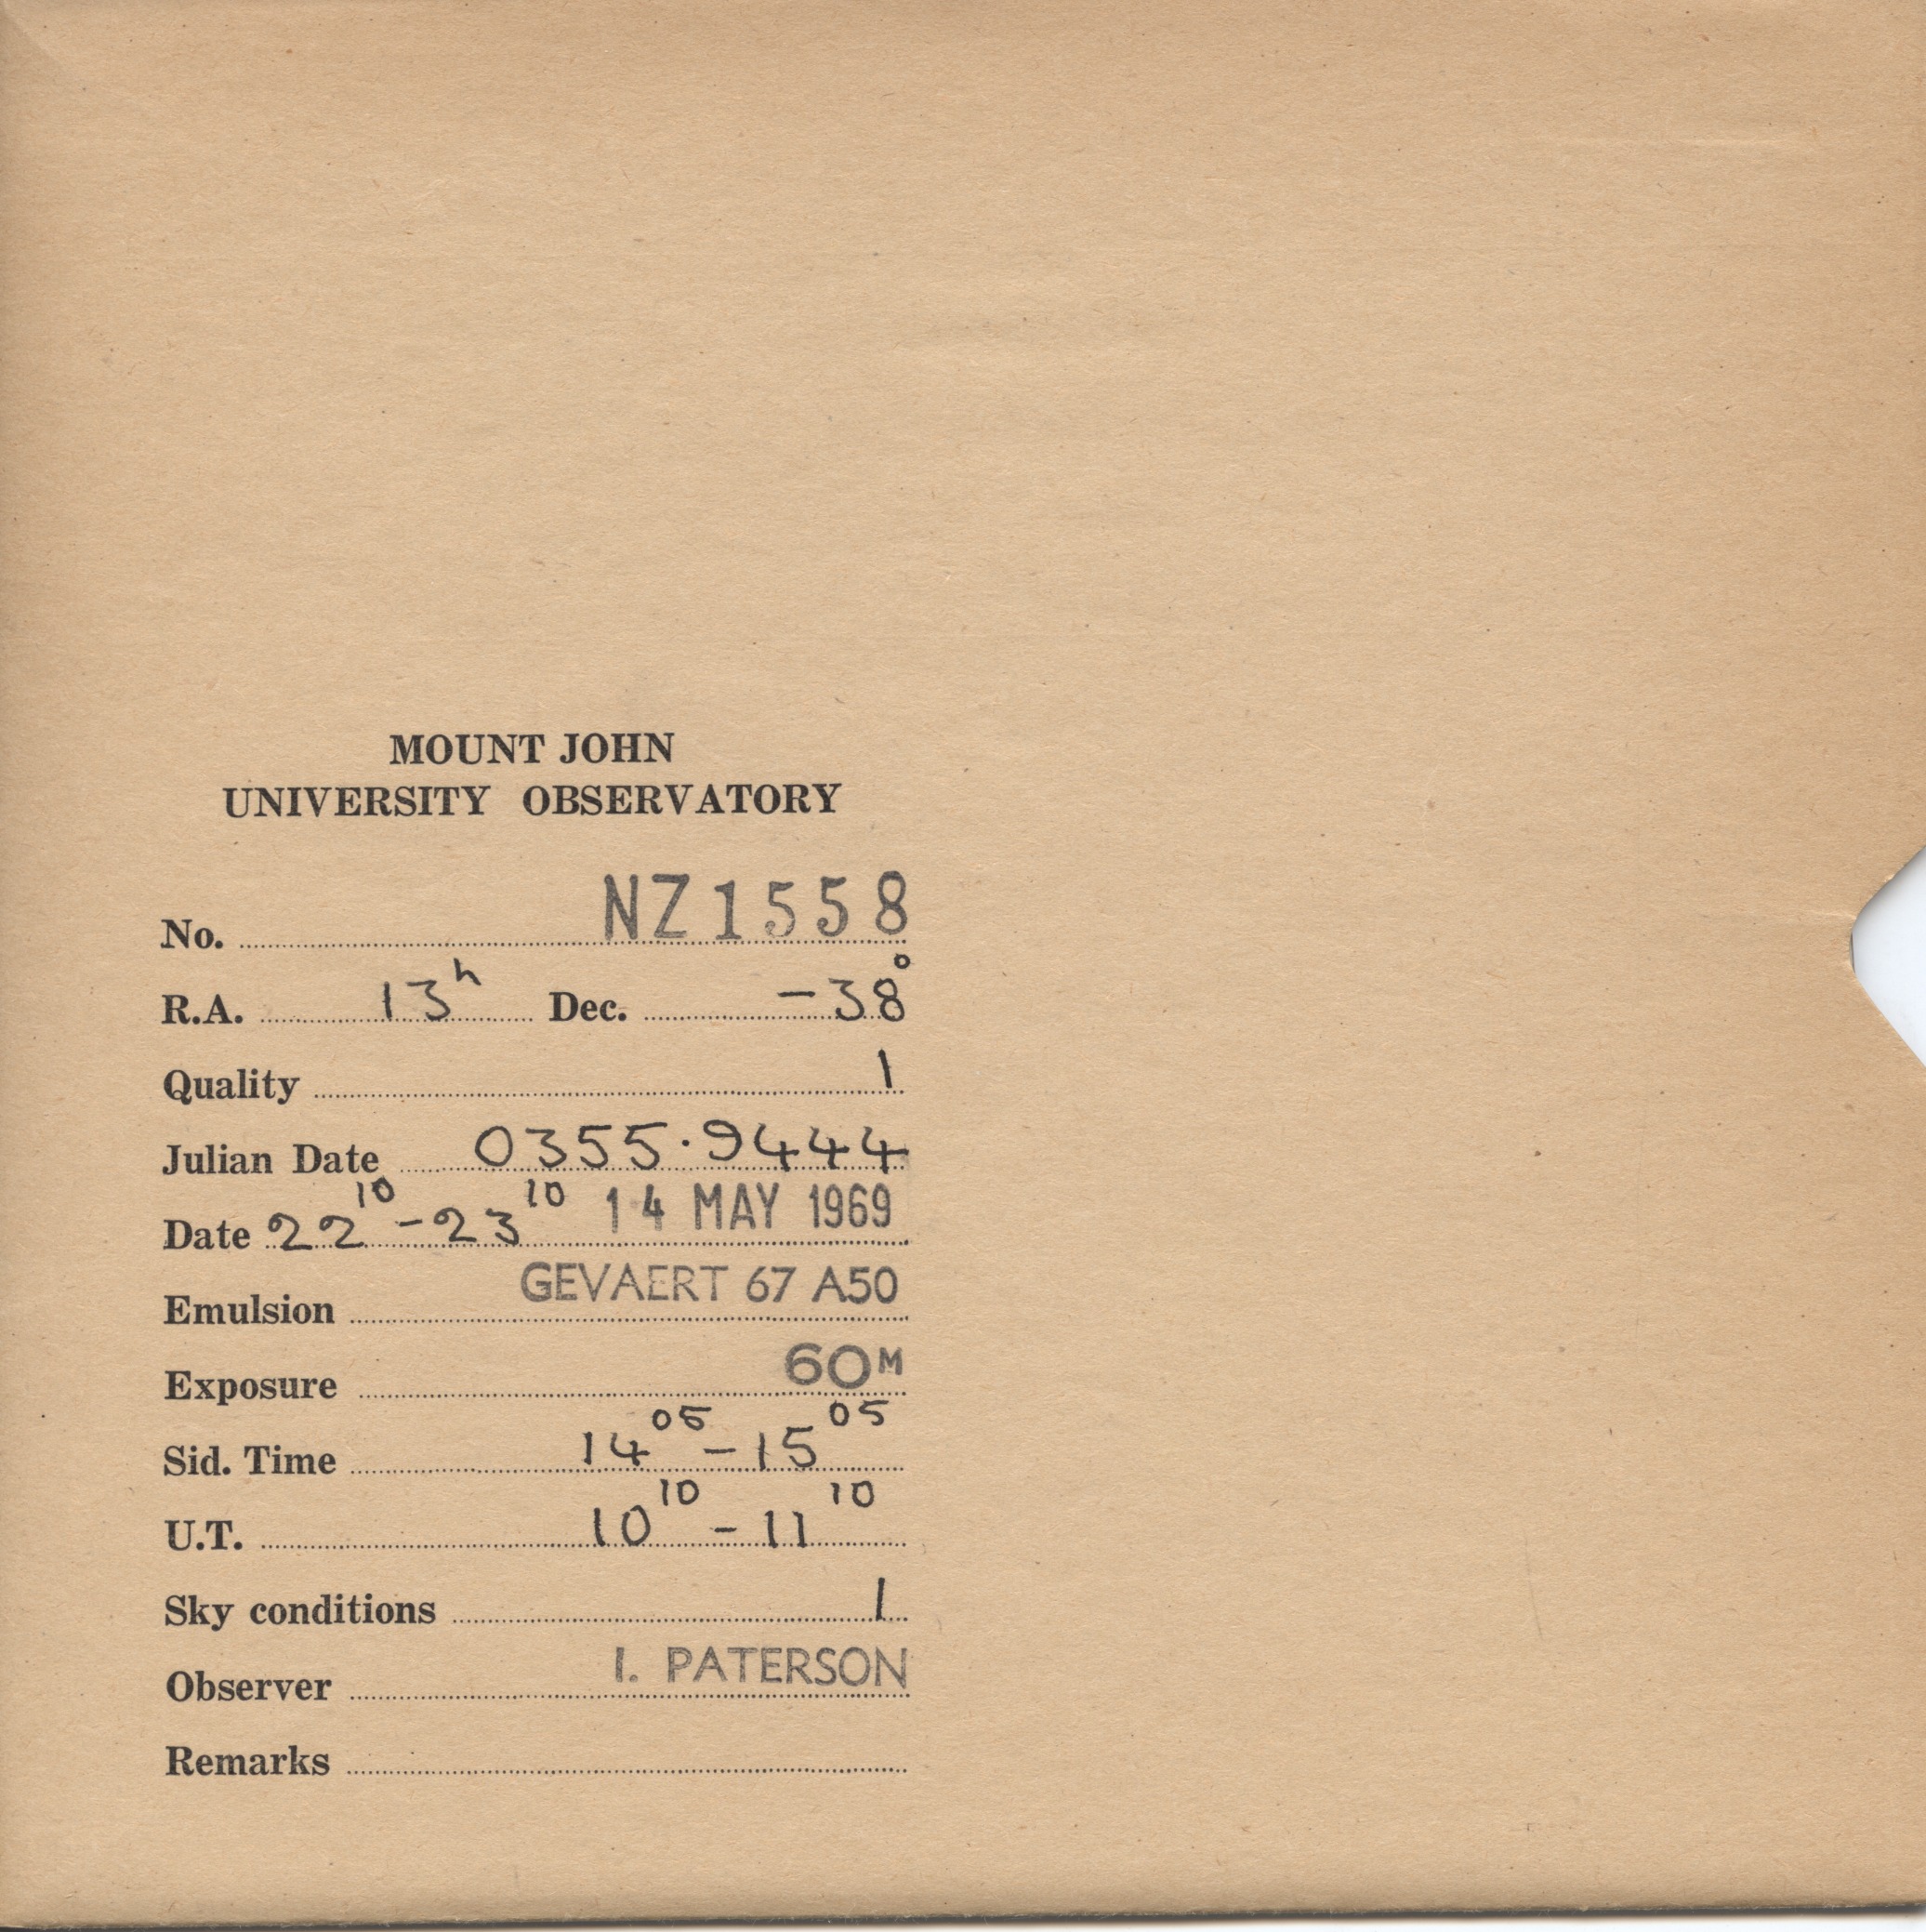 MOUNT JOHN
UNIVERSITY OBSERVATORY
No. NZ1558
R.A. 13h Dec. -38°
Quality 1
Julian Date 0355.9444
Date 22 10 - 23 10 14 MAY 1969
Emulsion GEVAERT 67 A50
Exposure 60M
Sid. Time 14 05 - 15 05
U.T. 10 10 - 11 10
Sky conditions 1
Observer I. PATERSON
Remarks